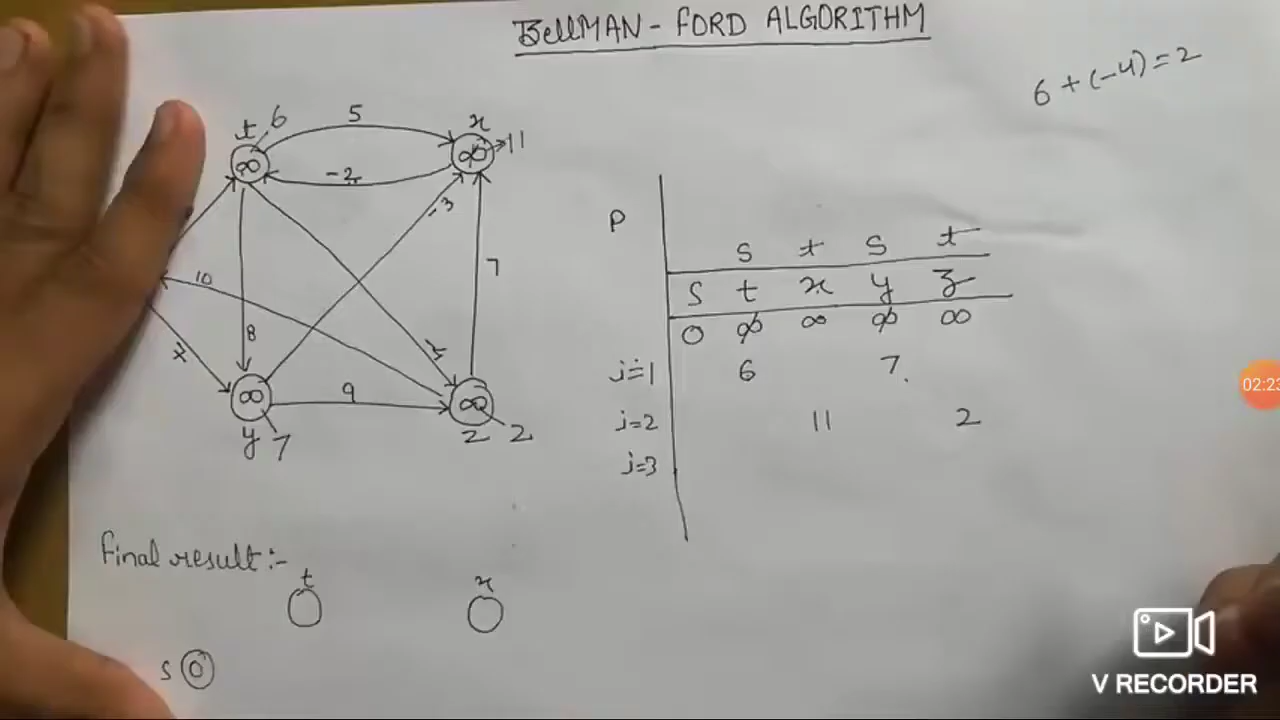 BellMAN - FORD ALGORITHM
6 + (-4) = 2
t 6 5 x
∞ ∞ → 11
-2
-3
P
S t S t
7
S t x y z
10
0 ∞ ∞ ∞ ∞
8
i=1 6 7.
∞ 9 ∞
y 7 z 2
i=2 11 2
i=3
Final result :-
t x
S 0
02:23
V RECORDER